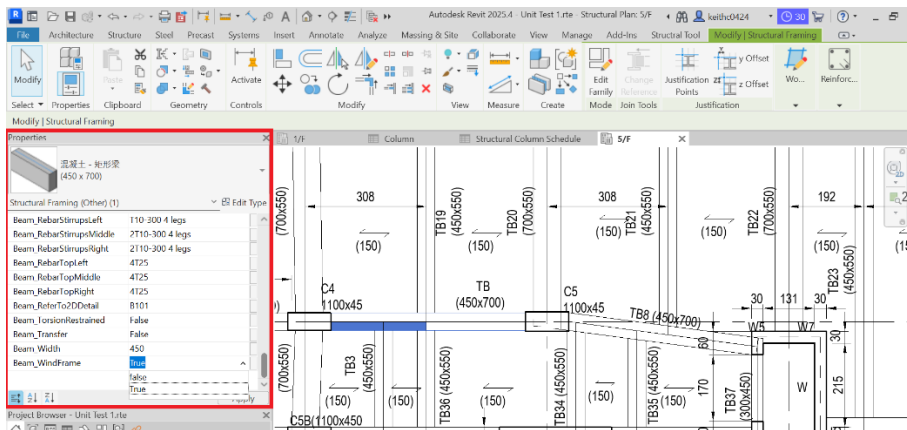 Autodesk Revit 2025.4 - Unit Test 1.rte - Structural Plan: 5/F
keithc0424
30
File Architecture Structure Steel Precast Systems Insert Annotate Analyze Massing & Site Collaborate View Manage Add-Ins Structral Tool Modify | Structural Framing
Modify
Paste
Activate
Edit Family
Change Reference
Justification Points
y Offset
z Offset
Wo...
Reinforc...
Select Properties Clipboard Geometry Controls Modify View Measure Create Mode Join Tools Justification
Modify | Structural Framing
Properties
混凝土 - 矩形梁
(450 x 700)
Structural Framing (Other) (1) Edit Type
Beam_RebarStirrupsLeft T10-300 4 legs
Beam_RebarStirrupsMiddle 2T10-300 4 legs
Beam_RebarStirrupsRight 2T10-300 4 legs
Beam_RebarTopLeft 4T25
Beam_RebarTopMiddle 4T25
Beam_RebarTopRight 4T25
Beam_ReferTo2DDetail B101
Beam_TorsionRestrained False
Beam_Transfer False
Beam_Width 450
Beam_WindFrame True
false
True
Apply
Project Browser - Unit Test 1.rte
1/F Column Structural Column Schedule 5/F
308 308 192
(700x550)
TB19 (450x550)
TB20 (700x550)
TB21 (450x550)
TB22 (700x550)
(150) (150) (150) (150) (150)
TB23 (450x550)
C4
1100x45
TB
(450x700)
C5
1100x45
TB8 (450x700)
30 131 30
W5 W7
60
30
(700x550)
TB3 (450x550)
TB36 (450x550)
TB34 (450x550)
TB35 (450x550)
170
TB37 (300x450)
W
215
(150) (150) (150) (150) (150)
C5B(1100x450